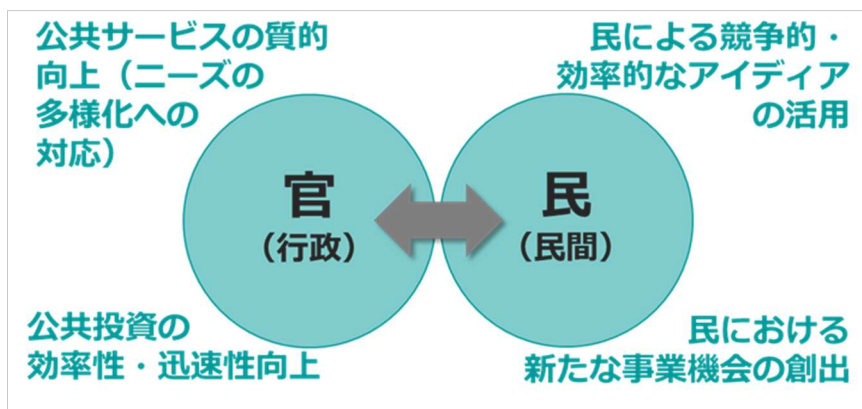 公共サービスの質的
向上（ニーズの
多様化への
対応）
民による競争的・
効率的なアイディア
の活用
官
（行政）
民
（民間）
公共投資の
効率性・迅速性向上
民における
新たな事業機会の創出